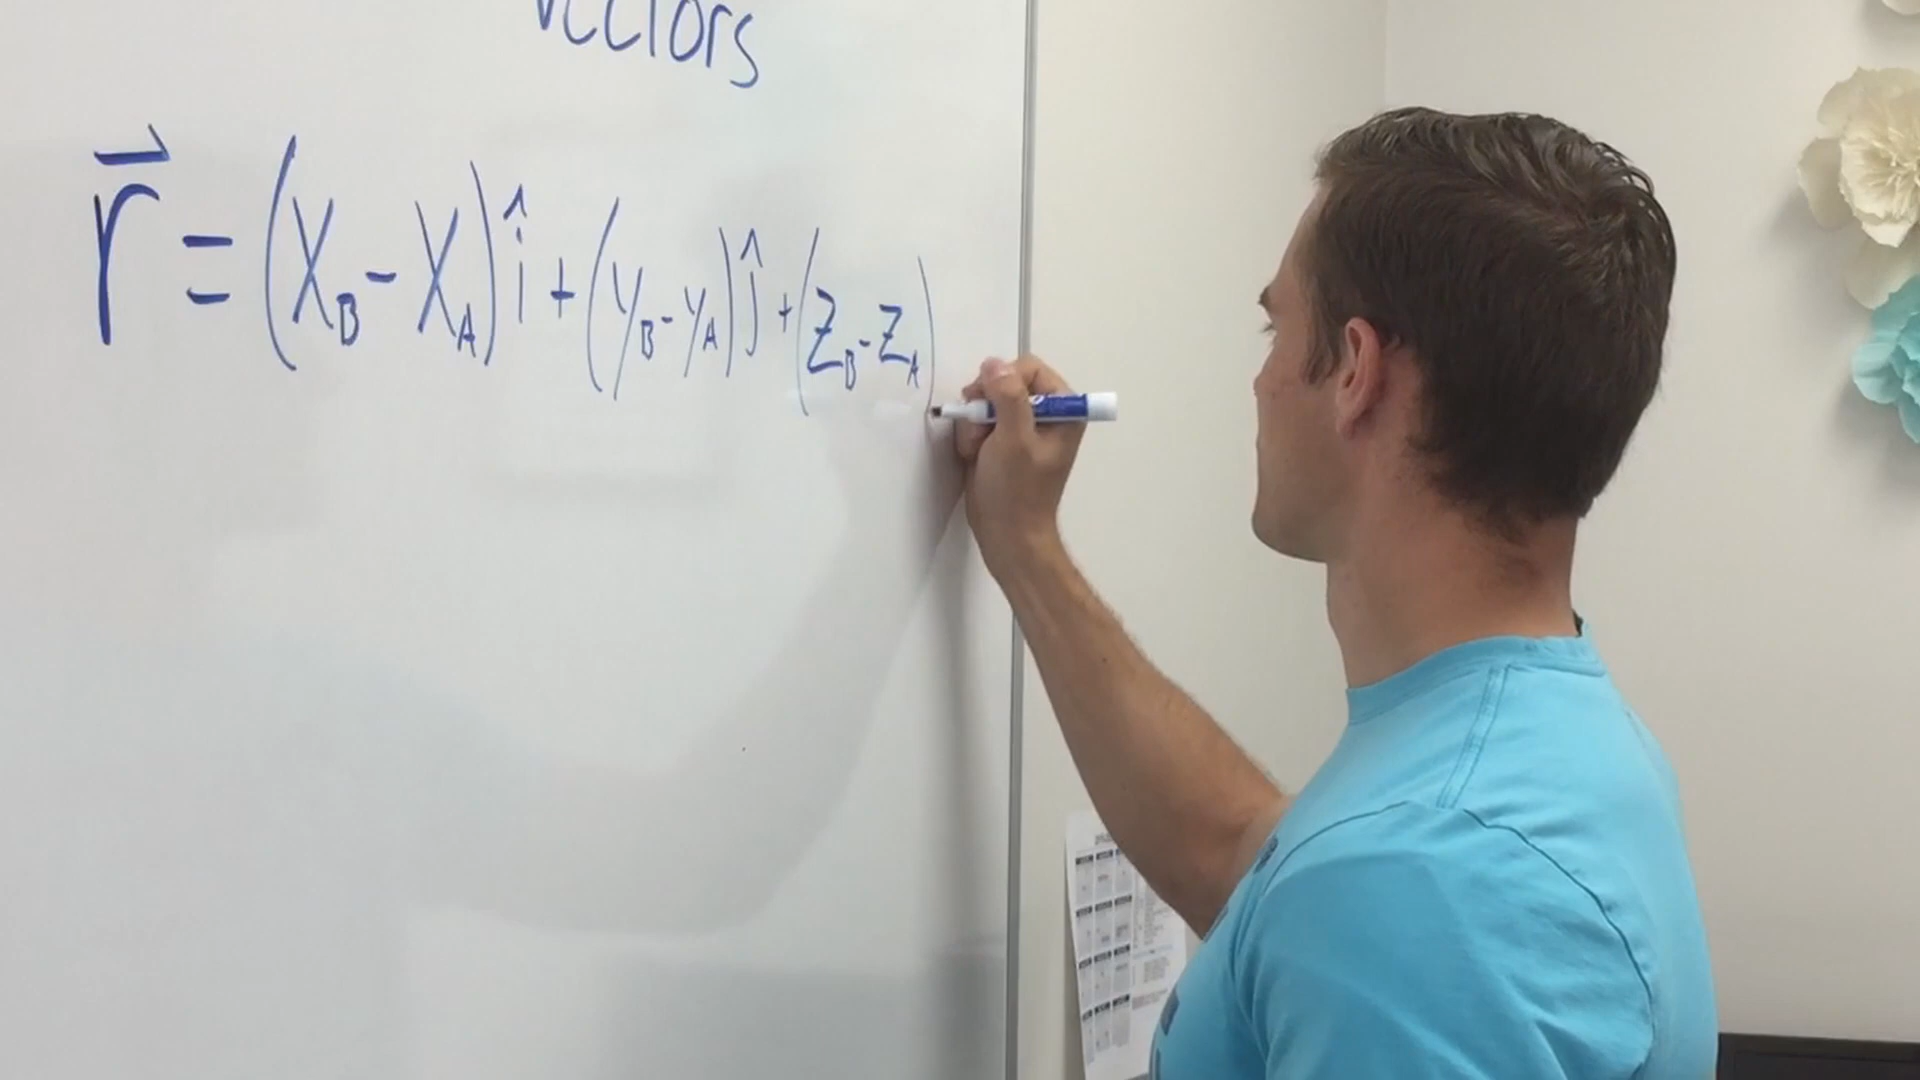 vectors
r⃗ = (X_B - X_A) î + (y_B - y_A) ĵ + (Z_B - Z_A)